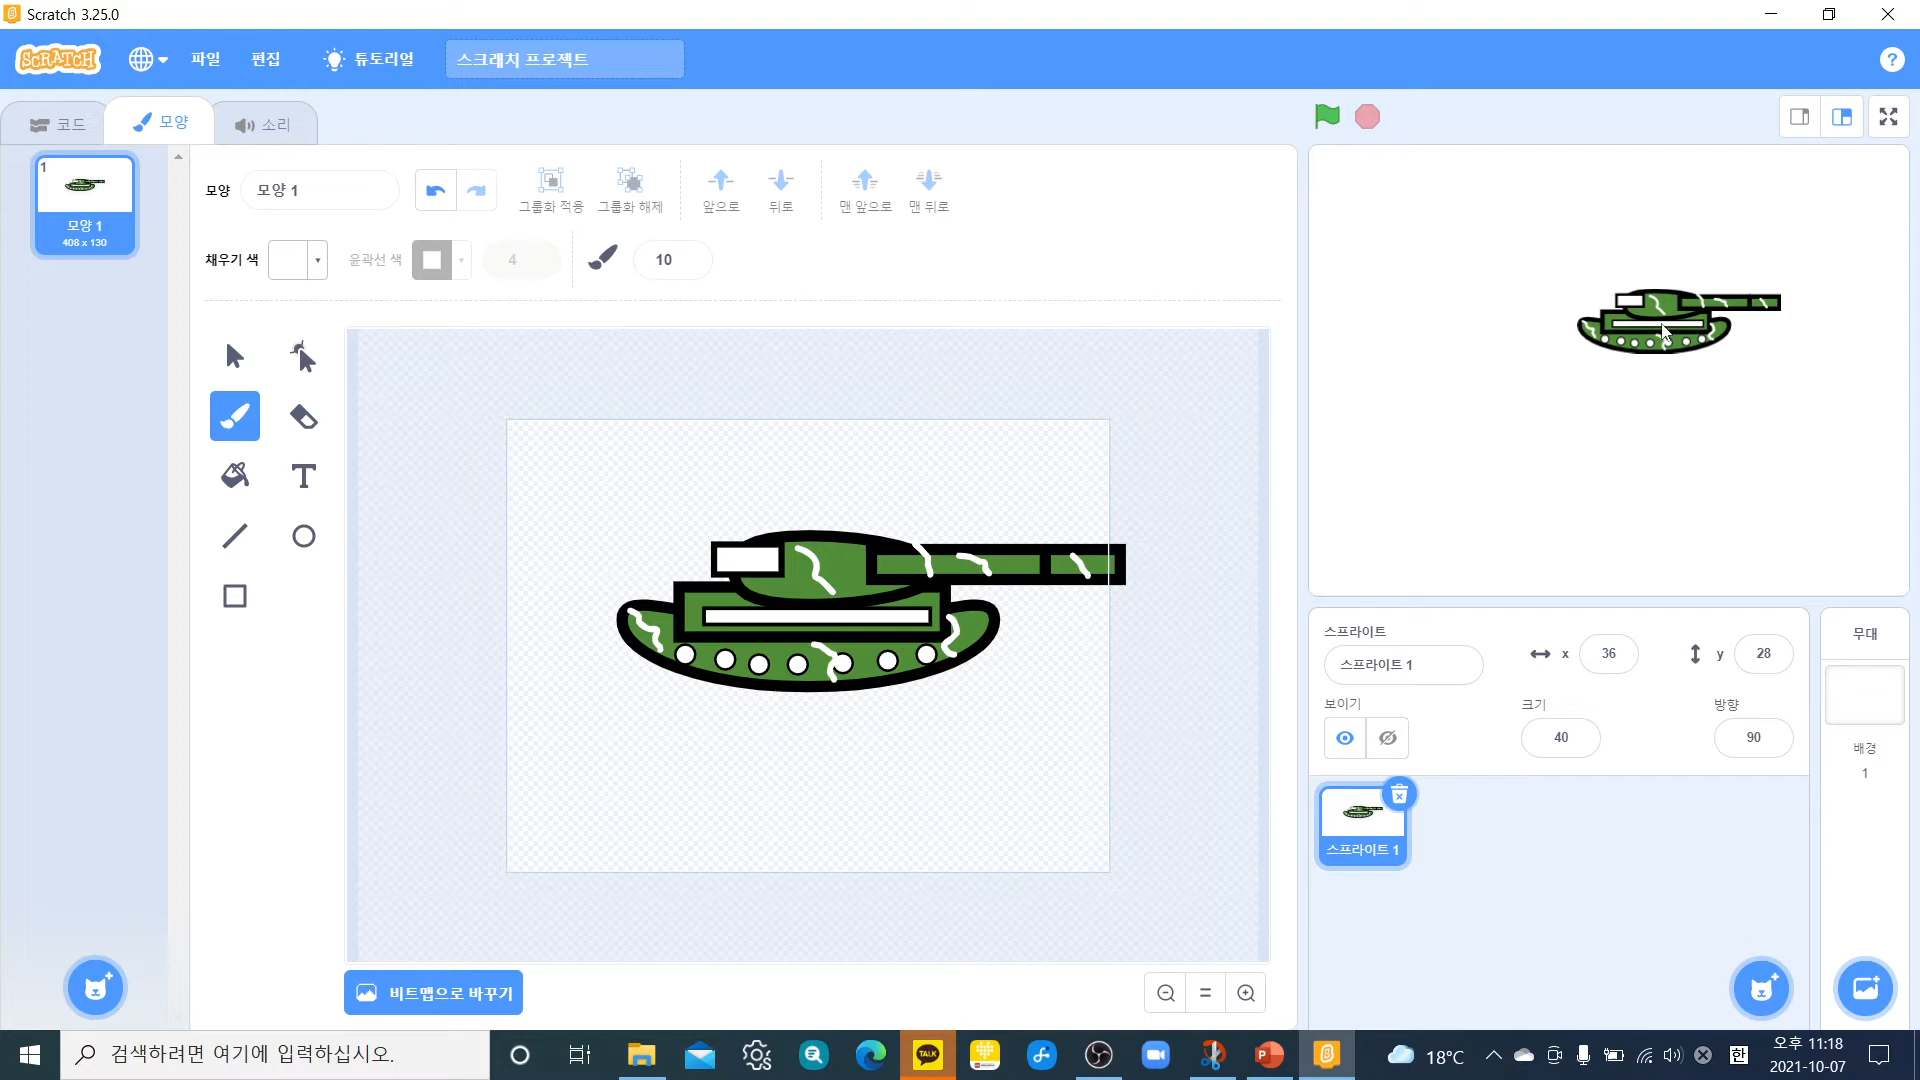 Scratch 3.25.0
SCRATCH
파일
편집
튜토리얼
스크래치 프로젝트
?
코드
모양
소리
1
모양 1
408 x 130
모양
모양 1
그룹화 적용
그룹화 해제
앞으로
뒤로
맨 앞으로
맨 뒤로
채우기 색
윤곽선 색
4
10
T
비트맵으로 바꾸기
스프라이트
스프라이트 1
x
36
y
28
보이기
크기
40
방향
90
무대
배경
1
스프라이트 1
검색하려면 여기에 입력하십시오.
TALK
18°C
한
오후 11:18
2021-10-07